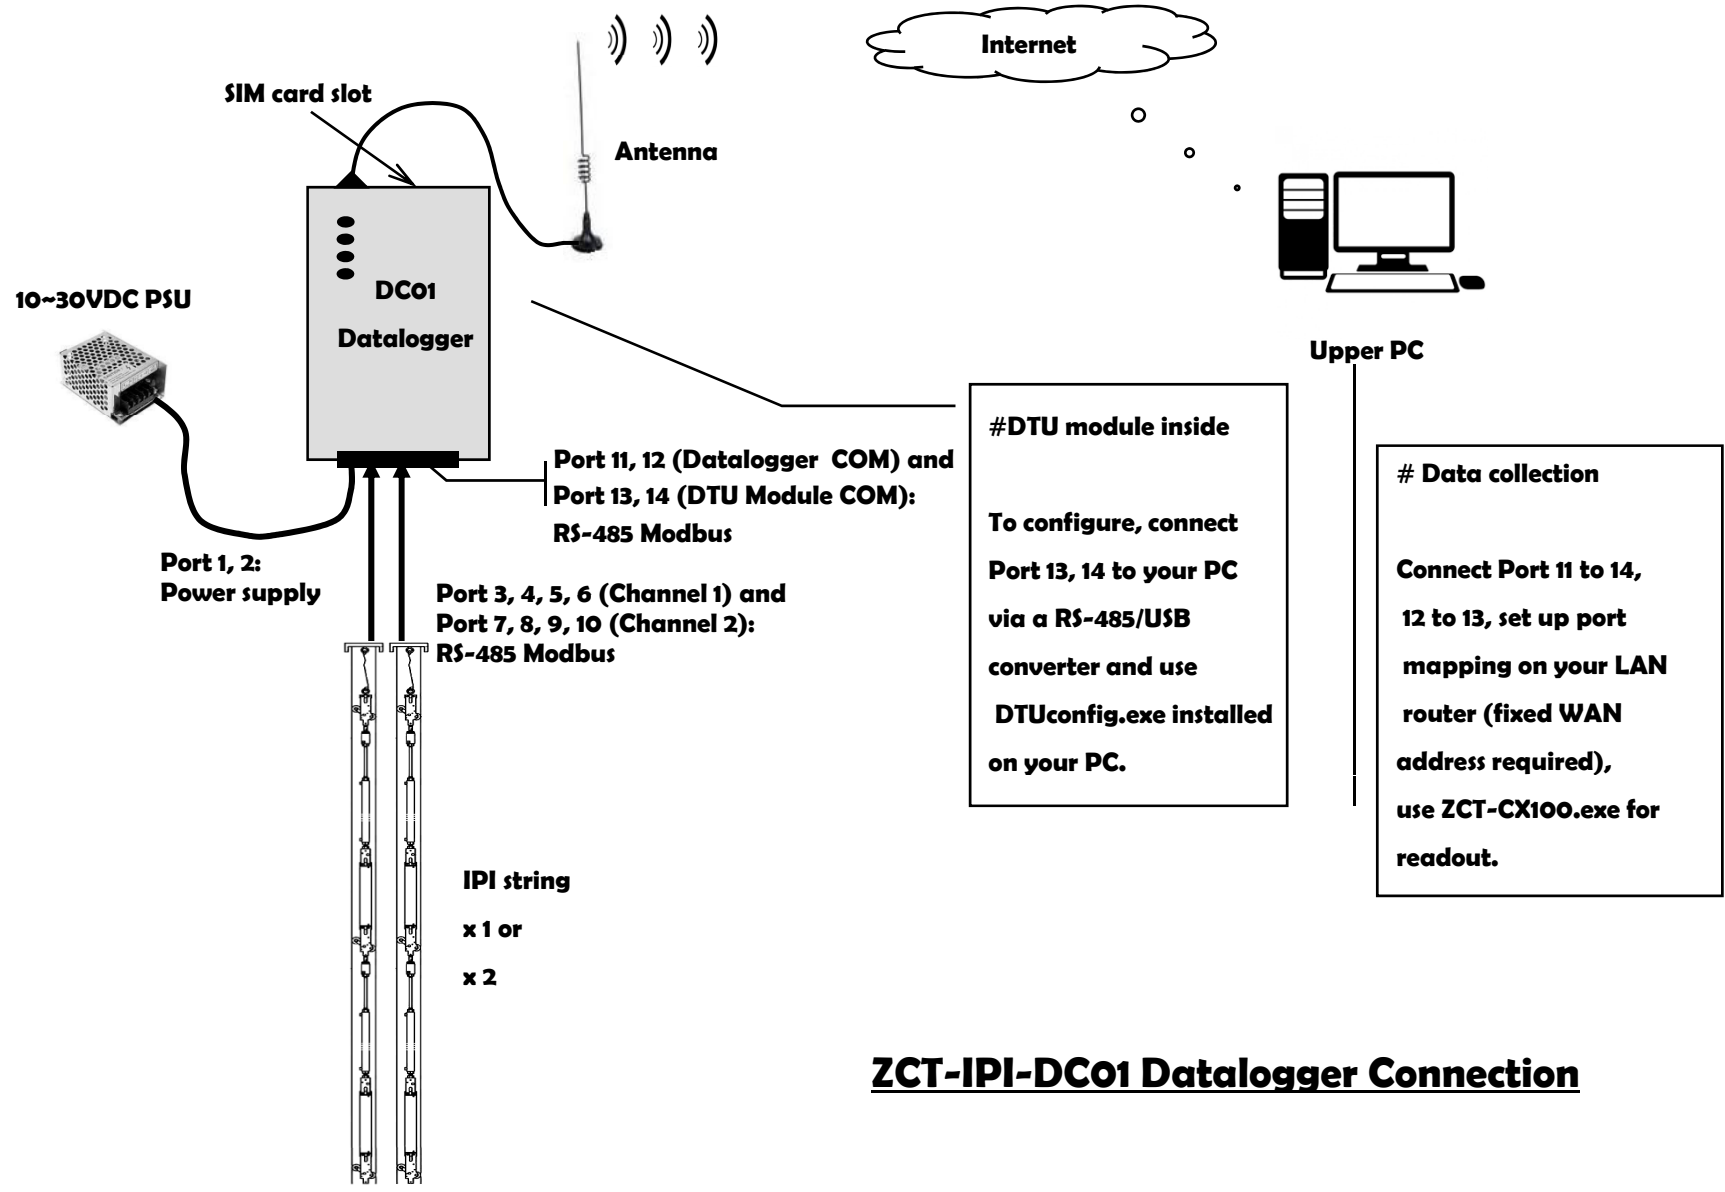 Internet
SIM card slot
Antenna
10~30VDC PSU
DC01
Datalogger
Upper PC
Port 11, 12 (Datalogger COM) and
Port 13, 14 (DTU Module COM):
RS-485 Modbus
Port 1, 2:
Power supply
Port 3, 4, 5, 6 (Channel 1) and
Port 7, 8, 9, 10 (Channel 2):
RS-485 Modbus
#DTU module inside
To configure, connect
Port 13, 14 to your PC
via a RS-485/USB
converter and use
DTUconfig.exe installed
on your PC.
# Data collection
Connect Port 11 to 14,
12 to 13, set up port
mapping on your LAN
router (fixed WAN
address required),
use ZCT-CX100.exe for
readout.
IPI string
x 1 or
x 2
ZCT-IPI-DC01 Datalogger Connection